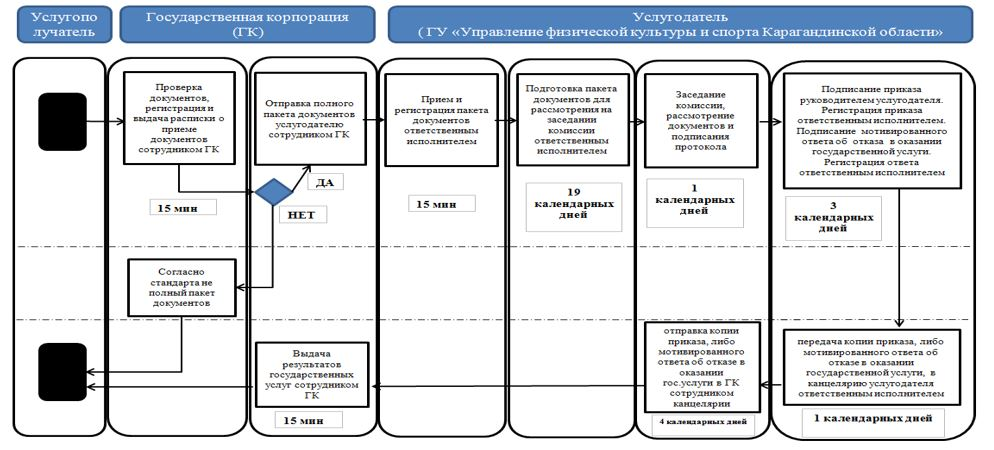 Услугопо
лучатель
Государственная корпорация
(ГК)
Услугодатель
( ГУ «Управление физической культуры и спорта Карагандинской области»
Проверка
документов,
регистрация и
выдача расписки о
приеме
документов
сотрудником ГК
15 мин
Отправка полного
пакета документов
услугодателю
сотрудником ГК
ДА
НЕТ
Прием и
регистрация пакета
документов
ответственным
исполнителем
15 мин
Подготовка пакета
документов для
рассмотрения на
заседании
комиссии
ответственным
исполнителем
19
календарных
дней
Заседание
комиссии,
рассмотрение
документов и
подписания
протокола
1
календарных
дней
Подписание приказа
руководителем услугодателя.
Регистрация приказа
ответственным исполнителем.
Подписание мотивированного
ответа об отказа в оказании
государственной услуги.
Регистрация ответа
ответственным исполнителем
3
календарных
дней
Согласно
стандарта не
полный пакет
документов
Выдача
результатов
государственных
услуг сотрудником
ГК
15 мин
отправка копии
приказа, либо
мотивированного
ответа об отказе в
оказании
гос.услуги в ГК
сотрудником
канцелярии
4 календарных дней
передача копии приказа, либо
мотивированного ответа об
отказе в оказании
государственной услуги, в
канцелярию услугодателя
ответственным исполнителем
1 календарных дней